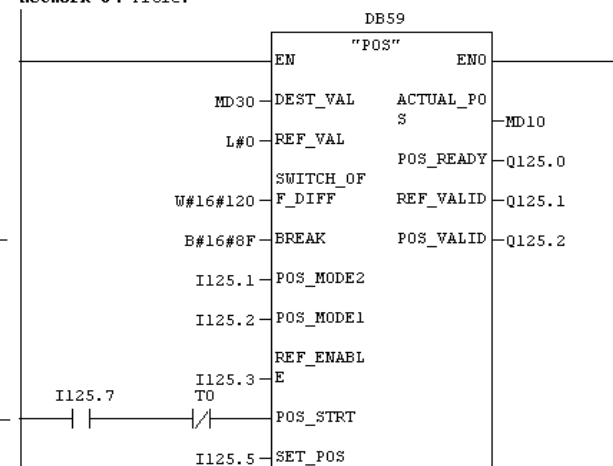 Network 6: Title:
DB59
"POS"
EN ENO
MD30 DEST_VAL ACTUAL_PO
S MD10
L#0 REF_VAL
POS_READY Q125.0
SWITCH_OF
W#16#120 F_DIFF REF_VALID Q125.1
B#16#8F BREAK POS_VALID Q125.2
I125.1 POS_MODE2
I125.2 POS_MODE1
REF_ENABL
I125.3 E
I125.7 T0
POS_STRT
I125.5 SET_POS